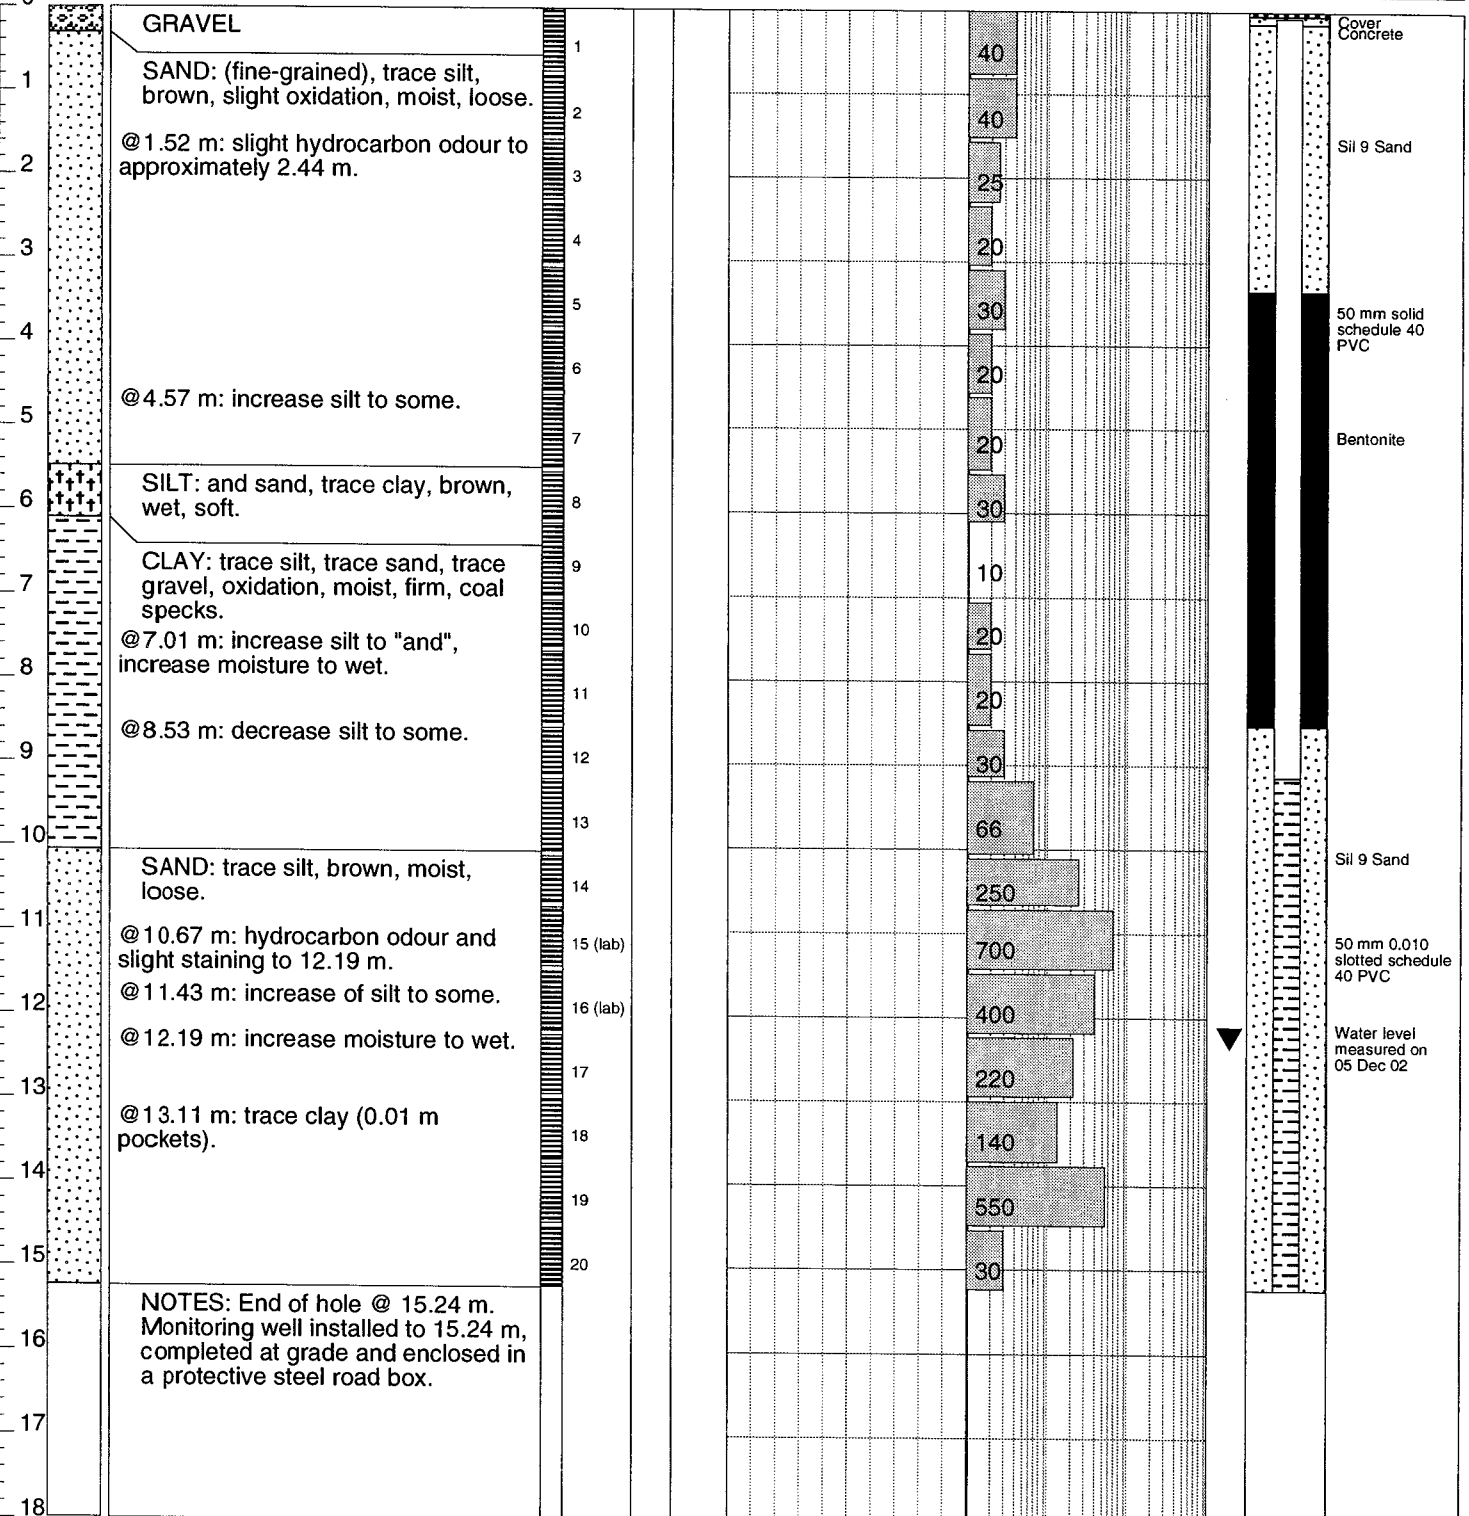 0
1
2
3
4
5
6
7
8
9
10
11
12
13
14
15
16
17
18
GRAVEL
SAND: (fine-grained), trace silt,
brown, slight oxidation, moist, loose.
@1.52 m: slight hydrocarbon odour to
approximately 2.44 m.
@4.57 m: increase silt to some.
SILT: and sand, trace clay, brown,
wet, soft.
CLAY: trace silt, trace sand, trace
gravel, oxidation, moist, firm, coal
specks.
@7.01 m: increase silt to "and",
increase moisture to wet.
@8.53 m: decrease silt to some.
SAND: trace silt, brown, moist,
loose.
@10.67 m: hydrocarbon odour and
slight staining to 12.19 m.
@11.43 m: increase of silt to some.
@12.19 m: increase moisture to wet.
@13.11 m: trace clay (0.01 m
pockets).
NOTES: End of hole @ 15.24 m.
Monitoring well installed to 15.24 m,
completed at grade and enclosed in
a protective steel road box.
1
2
3
4
5
6
7
8
9
10
11
12
13
14
15 (lab)
16 (lab)
17
18
19
20
40
40
25
20
30
20
20
30
10
20
20
30
66
250
700
400
220
140
550
30
Cover
Concrete
Sil 9 Sand
50 mm solid
schedule 40
PVC
Bentonite
Sil 9 Sand
50 mm 0.010
slotted schedule
40 PVC
Water level
measured on
05 Dec 02